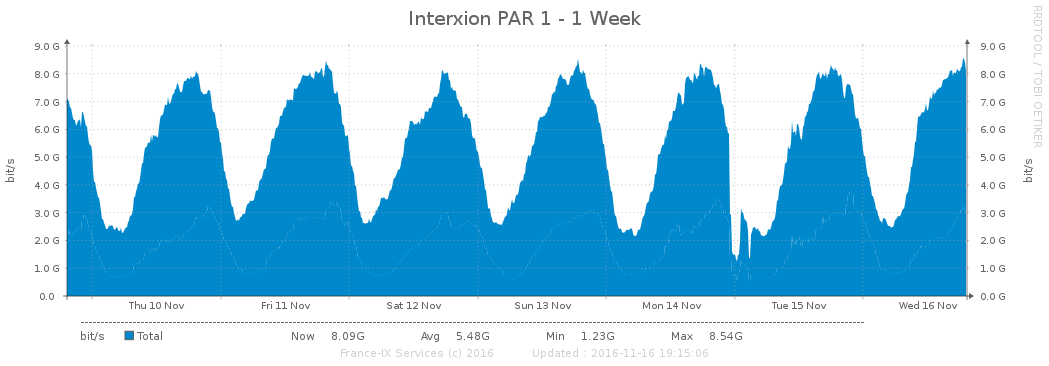 Interxion PAR 1 - 1 Week
RRDTOOL / TOBI OETIKER
bit/s
bit/s
9.0 G 9.0 G
8.0 G 8.0 G
7.0 G 7.0 G
6.0 G 6.0 G
5.0 G 5.0 G
4.0 G 4.0 G
3.0 G 3.0 G
2.0 G 2.0 G
1.0 G 1.0 G
0.0 0.0 G
Thu 10 Nov Fri 11 Nov Sat 12 Nov Sun 13 Nov Mon 14 Nov Tue 15 Nov Wed 16 Nov
bit/s Total Now 8.09G Avg 5.48G Min 1.23G Max 8.54G
France-IX Services (c) 2016 Updated : 2016-11-16 19:15:06